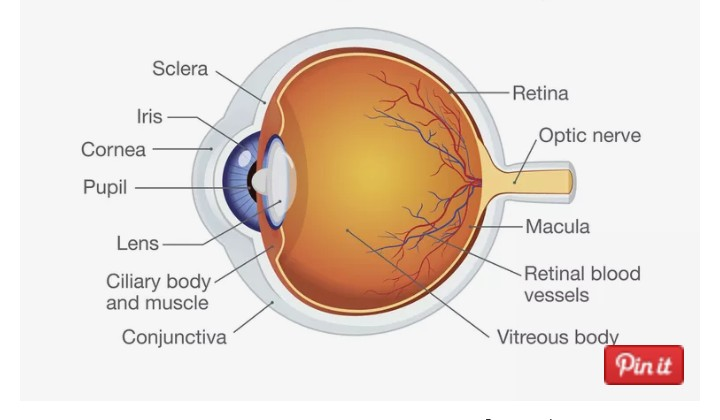 Sclera
Iris
Cornea
Pupil
Lens
Ciliary body
and muscle
Conjunctiva
Retina
Optic nerve
Macula
Retinal blood
vessels
Vitreous body
Pin it